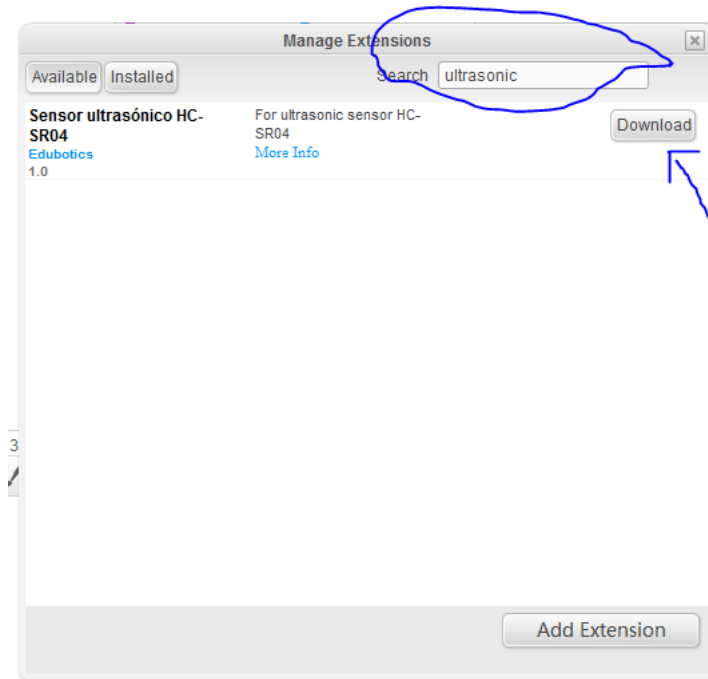 Manage Extensions
Available Installed Search ultrasonic
Sensor ultrasónico HC-
SR04
Edubotics
1.0
For ultrasonic sensor HC-
SR04
More Info
Download
3
Add Extension